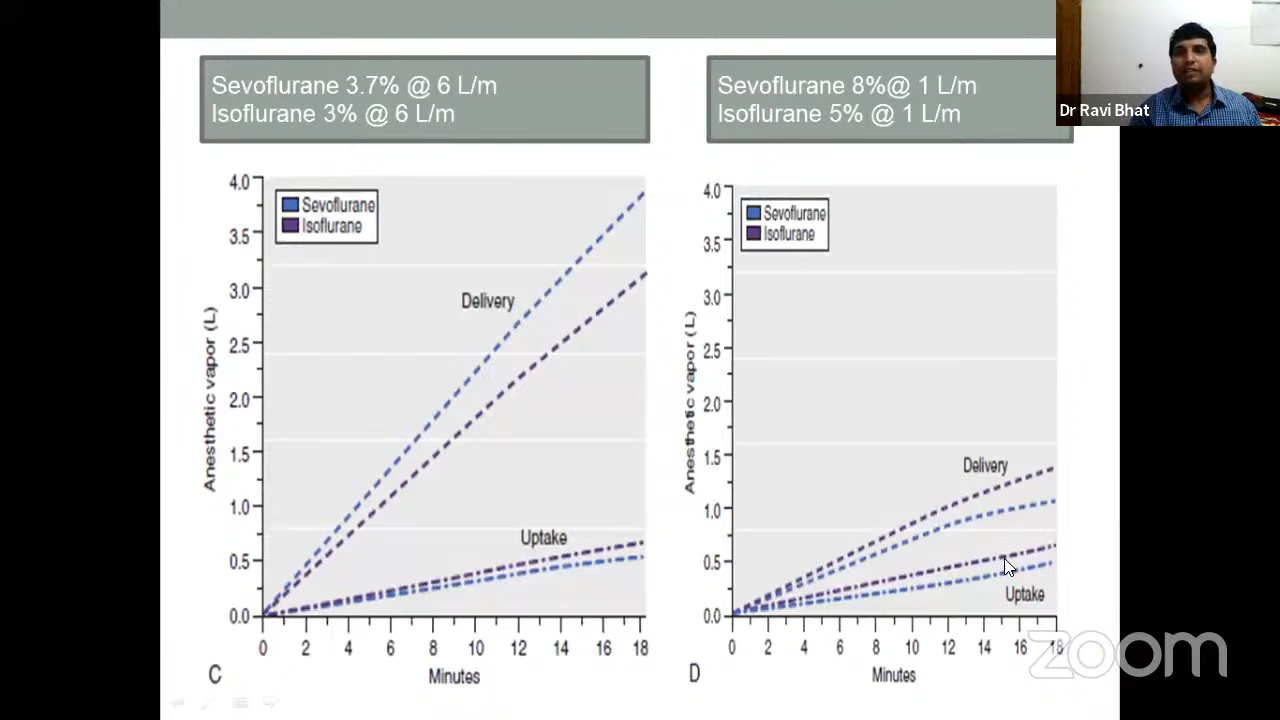 Sevoflurane 3.7% @ 6 L/m
Isoflurane 3% @ 6 L/m
Sevoflurane 8%@ 1 L/m
Isoflurane 5% @ 1 L/m
Dr Ravi Bhat
4.0
3.5
3.0
2.5
2.0
1.5
1.0
0.5
0.0
Anesthetic vapor (L)
Sevoflurane
Isoflurane
Delivery
Uptake
0 2 4 6 8 10 12 14 16 18
Minutes
C
4.0
3.5
3.0
2.5
2.0
1.5
1.0
0.5
0.0
Anesthetic vapor (L)
Sevoflurane
Isoflurane
Delivery
Uptake
0 2 4 6 8 10 12 14 16 18
Minutes
D
zoom